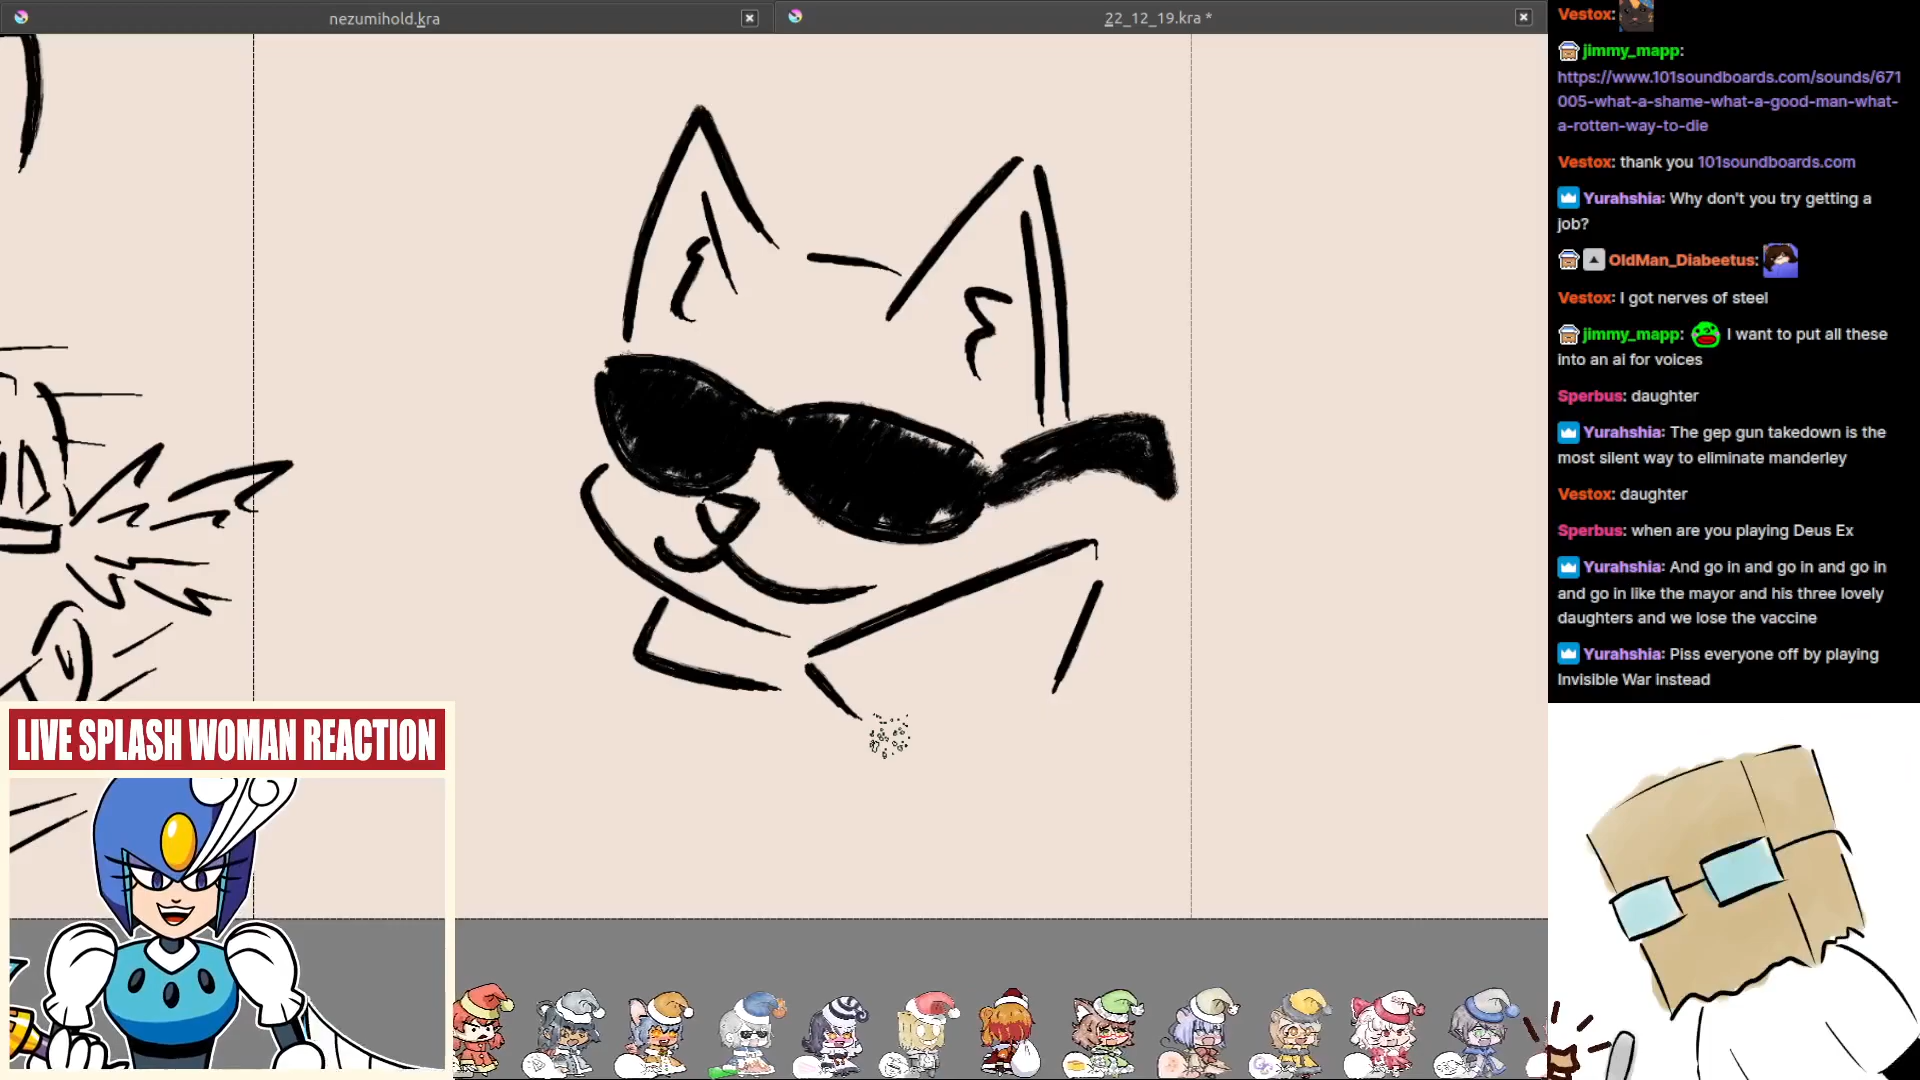 nezumihold.kra
22_12_19.kra *
Vestox:
jimmy_mapp:
https://www.101soundboards.com/sounds/671
005-what-a-shame-what-a-good-man-what-
a-rotten-way-to-die
Vestox: thank you 101soundboards.com
Yurahshia: Why don't you try getting a
job?
OldMan_Diabeetus:
Vestox: I got nerves of steel
jimmy_mapp: I want to put all these
into an ai for voices
Sperbus: daughter
Yurahshia: The gep gun takedown is the
most silent way to eliminate manderley
Vestox: daughter
Sperbus: when are you playing Deus Ex
Yurahshia: And go in and go in and go in
and go in like the mayor and his three lovely
daughters and we lose the vaccine
Yurahshia: Piss everyone off by playing
Invisible War instead
LIVE SPLASH WOMAN REACTION